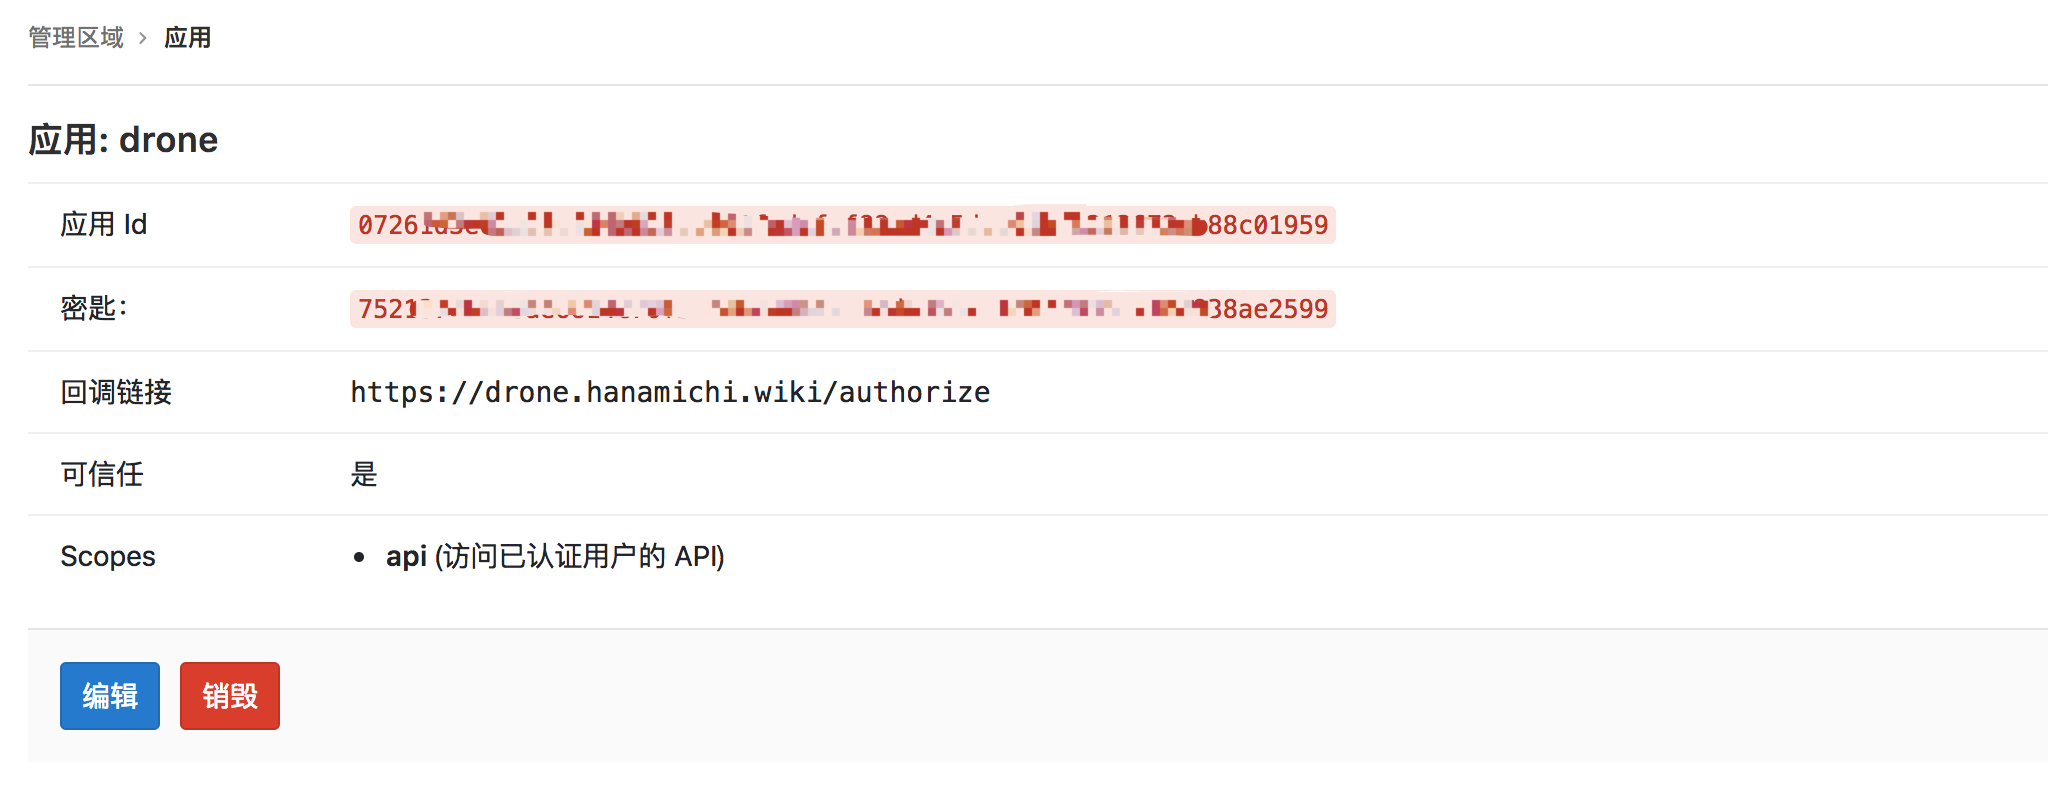 管理区域 › 应用
应用: drone
应用 Id 0726 88c01959
密匙: 7521 38ae2599
回调链接 https://drone.hanamichi.wiki/authorize
可信任 是
Scopes • api (访问已认证用户的 API)
编辑 销毁